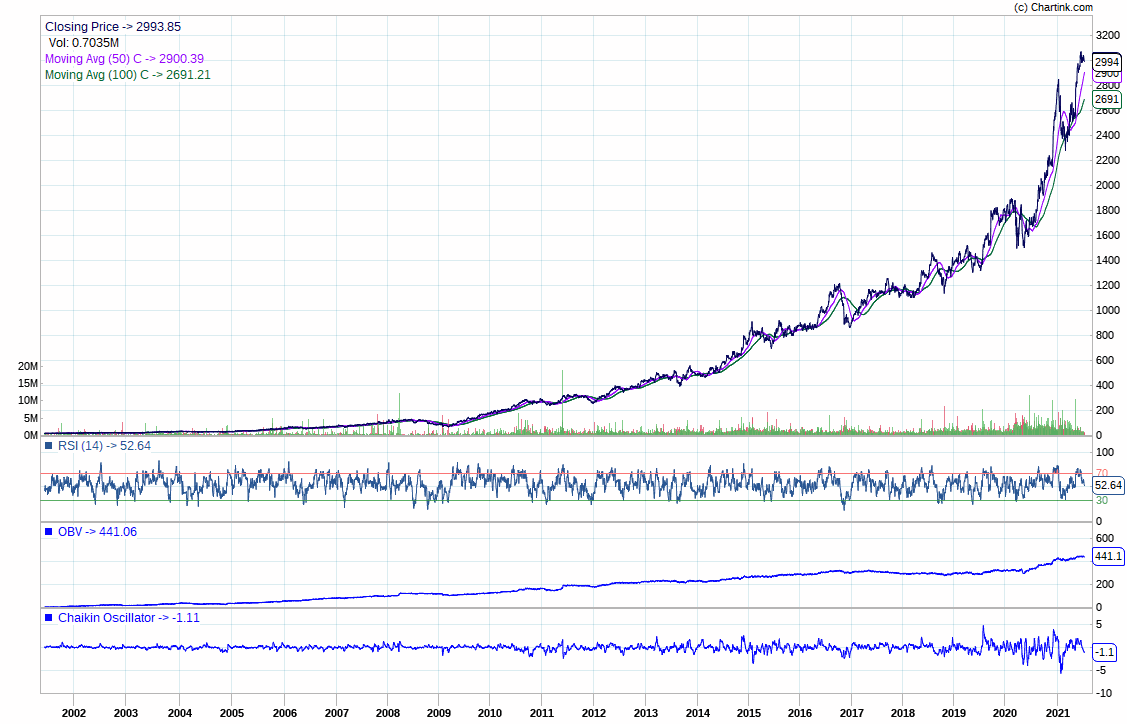 (c) Chartink.com
Closing Price -> 2993.85
Vol: 0.7035M
Moving Avg (50) C -> 2900.39
Moving Avg (100) C -> 2691.21
3200
2994
2900
2800
2691
2600
2400
2200
2000
1800
1600
1400
1200
1000
800
600
400
200
0
20M
15M
10M
5M
0M
RSI (14) -> 52.64
100
70
52.64
30
0
OBV -> 441.06
600
441.1
200
0
Chaikin Oscillator -> -1.11
5
-1.1
-5
-10
2002 2003 2004 2005 2006 2007 2008 2009 2010 2011 2012 2013 2014 2015 2016 2017 2018 2019 2020 2021